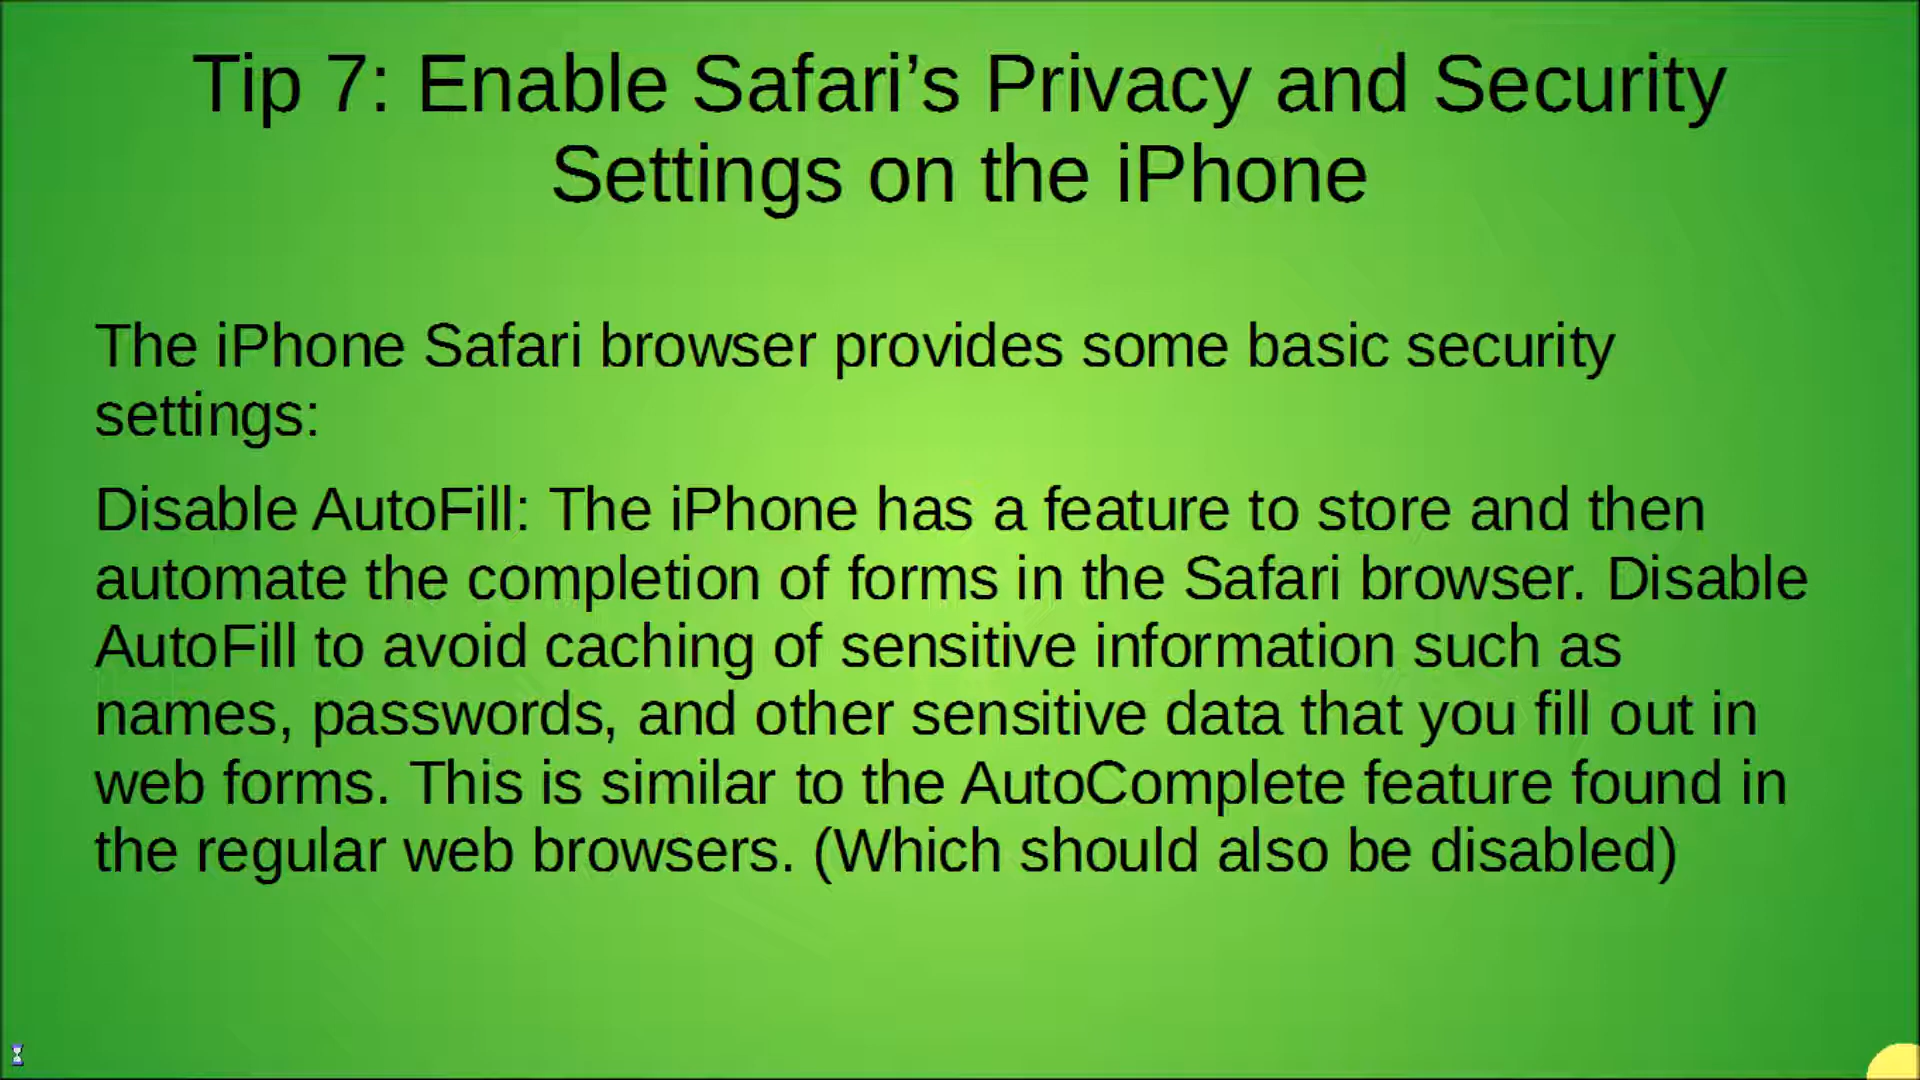 Tip 7: Enable Safari’s Privacy and Security
Settings on the iPhone
The iPhone Safari browser provides some basic security
settings:
Disable AutoFill: The iPhone has a feature to store and then
automate the completion of forms in the Safari browser. Disable
AutoFill to avoid caching of sensitive information such as
names, passwords, and other sensitive data that you fill out in
web forms. This is similar to the AutoComplete feature found in
the regular web browsers. (Which should also be disabled)